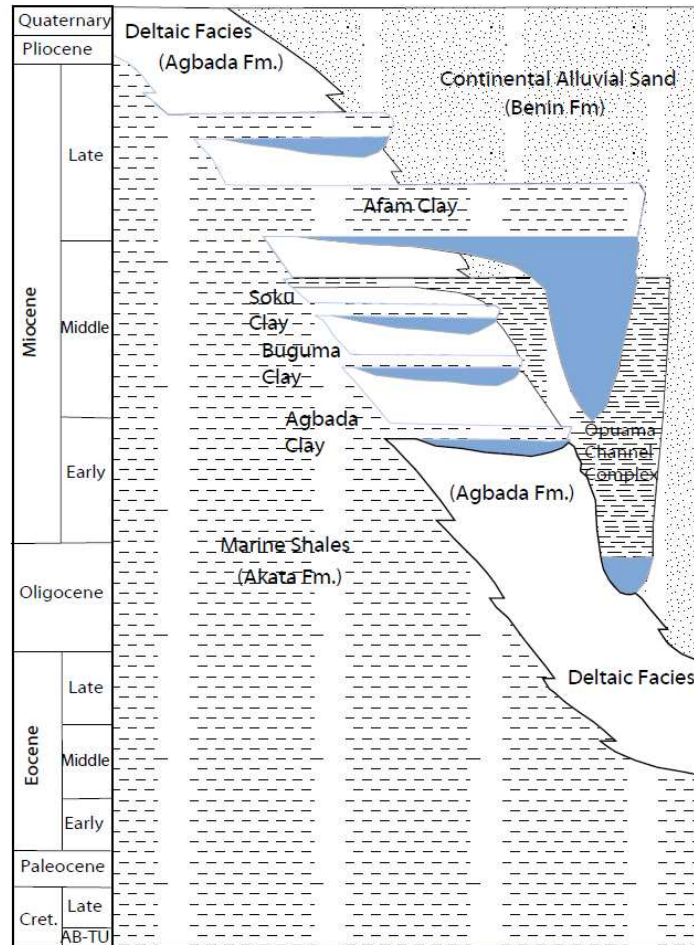 Quaternary
Pliocene
Miocene
Late
Middle
Early
Oligocene
Eocene
Late
Middle
Early
Paleocene
Cret.
Late
AB-TU
Deltaic Facies
(Agbada Fm.)
Continental Alluvial Sand
(Benin Fm)
Afam Clay
Soku
Clay
Buguma
Clay
Agbada
Clay
Opuama
Channel
Complex
(Agbada Fm.)
Marine Shales
(Akata Fm.)
Deltaic Facies